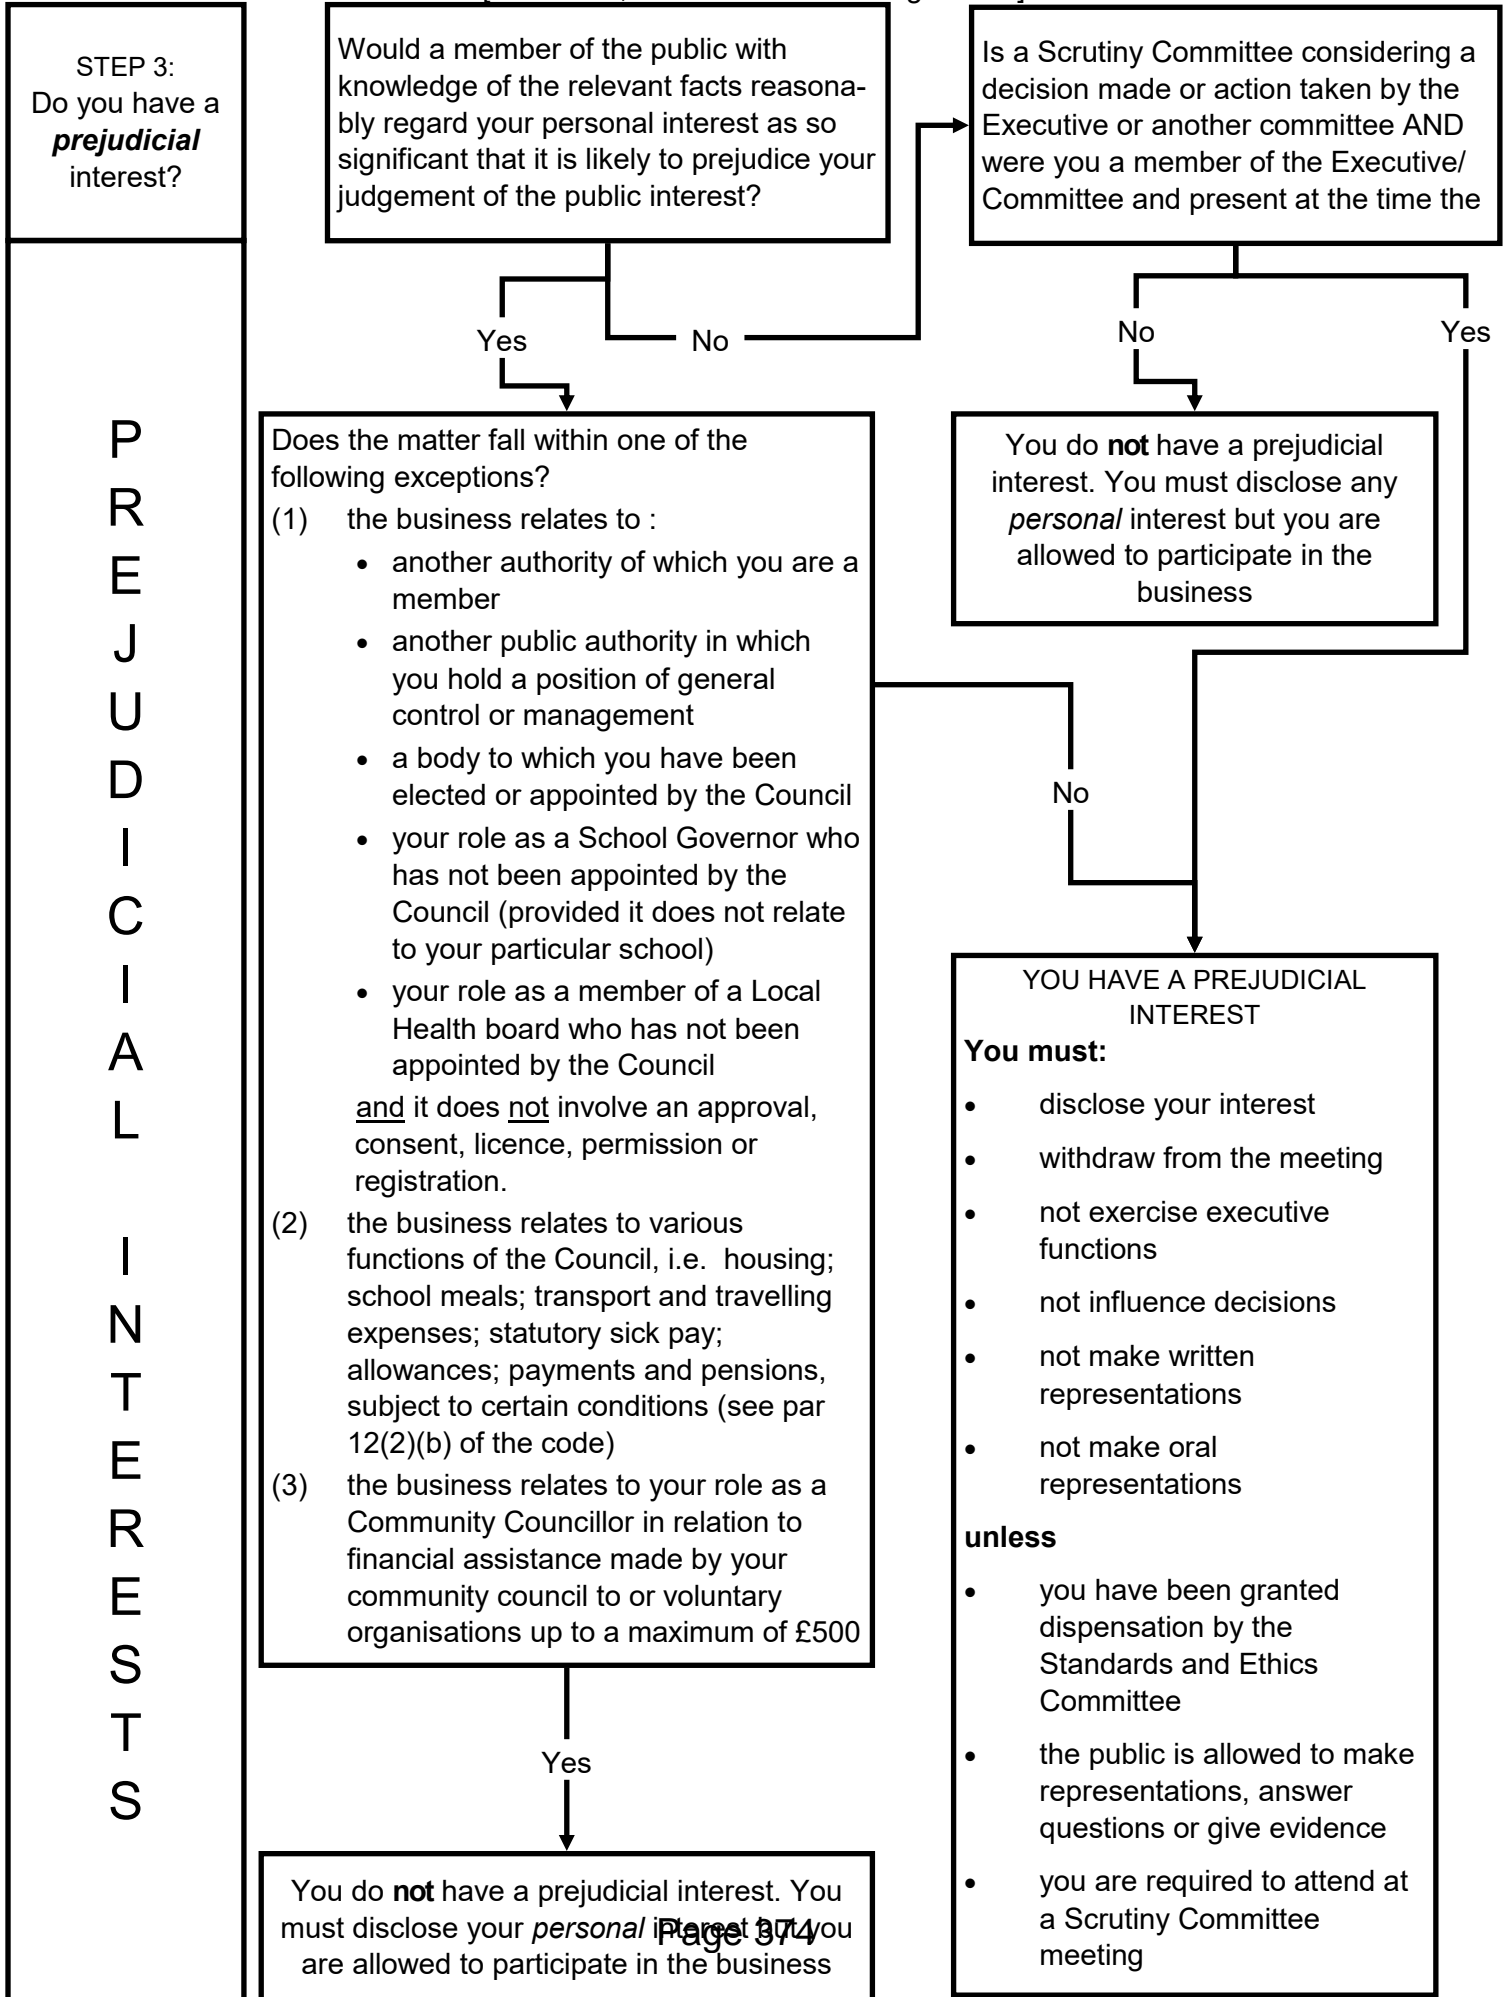 STEP 3:
Do you have a
prejudicial
interest?
P
R
E
J
U
D
I
C
I
A
L
I
N
T
E
R
E
S
T
S
Would a member of the public with
knowledge of the relevant facts reasona-
bly regard your personal interest as so
significant that it is likely to prejudice your
judgement of the public interest?
Yes
No
Is a Scrutiny Committee considering a
decision made or action taken by the
Executive or another committee AND
were you a member of the Executive/
Committee and present at the time the
No
Yes
Does the matter fall within one of the
following exceptions?
(1) the business relates to :
• another authority of which you are a
member
• another public authority in which
you hold a position of general
control or management
• a body to which you have been
elected or appointed by the Council
• your role as a School Governor who
has not been appointed by the
Council (provided it does not relate
to your particular school)
• your role as a member of a Local
Health board who has not been
appointed by the Council
and it does not involve an approval,
consent, licence, permission or
registration.
(2) the business relates to various
functions of the Council, i.e. housing;
school meals; transport and travelling
expenses; statutory sick pay;
allowances; payments and pensions,
subject to certain conditions (see par
12(2)(b) of the code)
(3) the business relates to your role as a
Community Councillor in relation to
financial assistance made by your
community council to or voluntary
organisations up to a maximum of £500
Yes
You do not have a prejudicial interest. You
must disclose your personal interest but you
are allowed to participate in the business
You do not have a prejudicial
interest. You must disclose any
personal interest but you are
allowed to participate in the
business
No
YOU HAVE A PREJUDICIAL
INTEREST
You must:
• disclose your interest
• withdraw from the meeting
• not exercise executive
functions
• not influence decisions
• not make written
representations
• not make oral
representations
unless
• you have been granted
dispensation by the
Standards and Ethics
Committee
• the public is allowed to make
representations, answer
questions or give evidence
• you are required to attend at
a Scrutiny Committee
meeting
Page 374